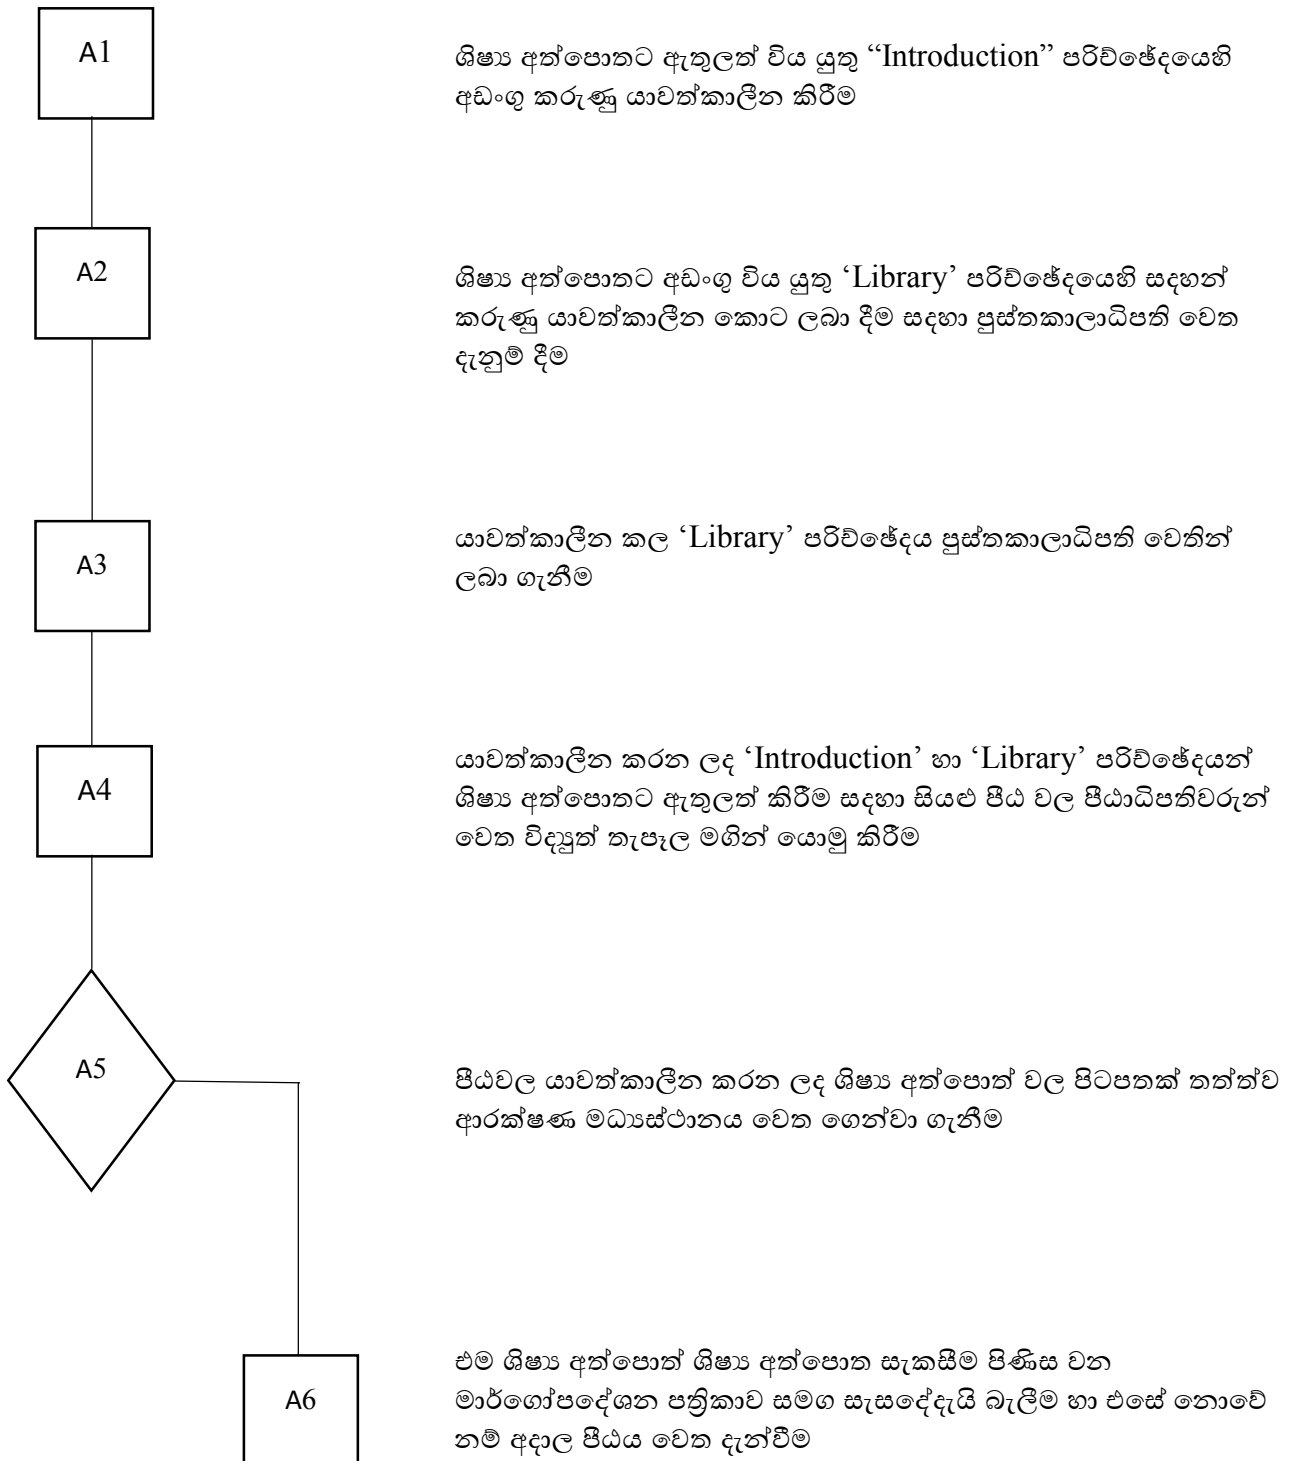 A1
ශිෂ්‍ය අත්පොතට ඇතුලත් විය යුතු “Introduction” පරිච්ඡේදයෙහි
අඩංගු කරුණු යාවත්කාලීන කිරීම
A2
ශිෂ්‍ය අත්පොතට අඩංගු විය යුතු ‘Library’ පරිච්ඡේදයෙහි සදහන්
කරුණු යාවත්කාලීන කොට ලබා දීම සදහා පුස්තකාලාධිපති වෙත
දැනුම් දීම
A3
යාවත්කාලීන කල ‘Library’ පරිච්ඡේදය පුස්තකාලාධිපති වෙතින්
ලබා ගැනීම
A4
යාවත්කාලීන කරන ලද ‘Introduction’ හා ‘Library’ පරිච්ඡේදයන්
ශිෂ්‍ය අත්පොතට ඇතුලත් කිරීම සදහා සියළු පීඨ වල පීඨාධිපතිවරුන්
වෙත විද්‍යුත් තැපෑල මගින් යොමු කිරීම
A5
පීඨවල යාවත්කාලීන කරන ලද ශිෂ්‍ය අත්පොත් වල පිටපතක් තත්ත්ව
ආරක්ෂණ මධ්‍යස්ථානය වෙත ගෙන්වා ගැනීම
A6
එම ශිෂ්‍ය අත්පොත් ශිෂ්‍ය අත්පොත සැකසීම පිණිස වන
මාර්ගෝපදේශන පත්‍රිකාව සමග සැසදේදැයි බැලීම හා එසේ නොවේ
නම් අදාල පීඨය වෙත දැන්වීම